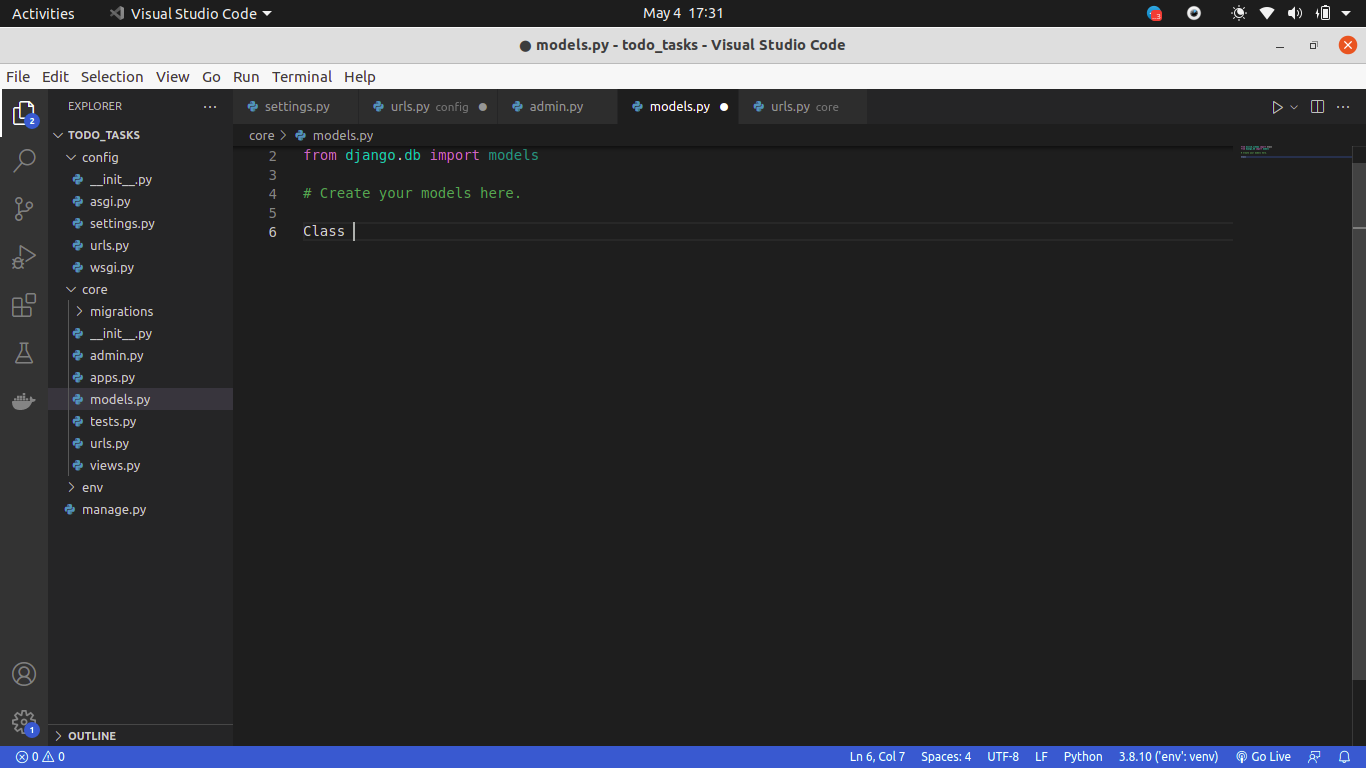 Activities Visual Studio Code May 4 17:31 3
● models.py - todo_tasks - Visual Studio Code
File Edit Selection View Go Run Terminal Help
EXPLORER ··· settings.py urls.py config ● admin.py models.py ● urls.py core ···
TODO_TASKS
core > models.py
config
__init__.py
asgi.py
settings.py
urls.py
wsgi.py
core
migrations
__init__.py
admin.py
apps.py
models.py
tests.py
urls.py
views.py
env
manage.py
2 from django.db import models
3
4 # Create your models here.
5
6 Class
2
1
OUTLINE
0 0 Ln 6, Col 7 Spaces: 4 UTF-8 LF Python 3.8.10 ('env': venv) Go Live